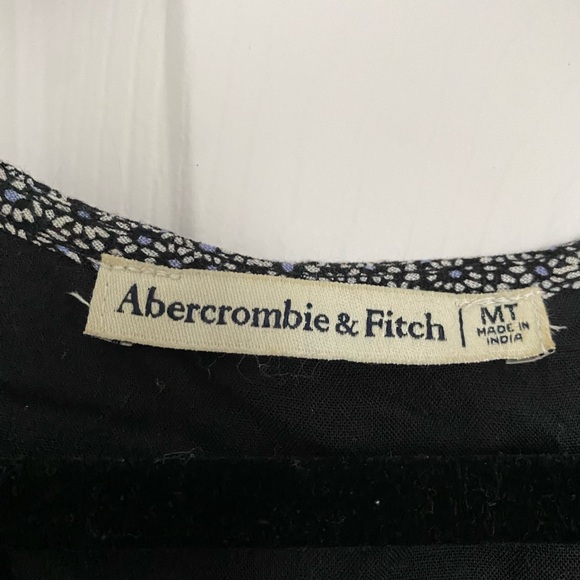 Abercrombie & Fitch
MT
MADE IN
INDIA